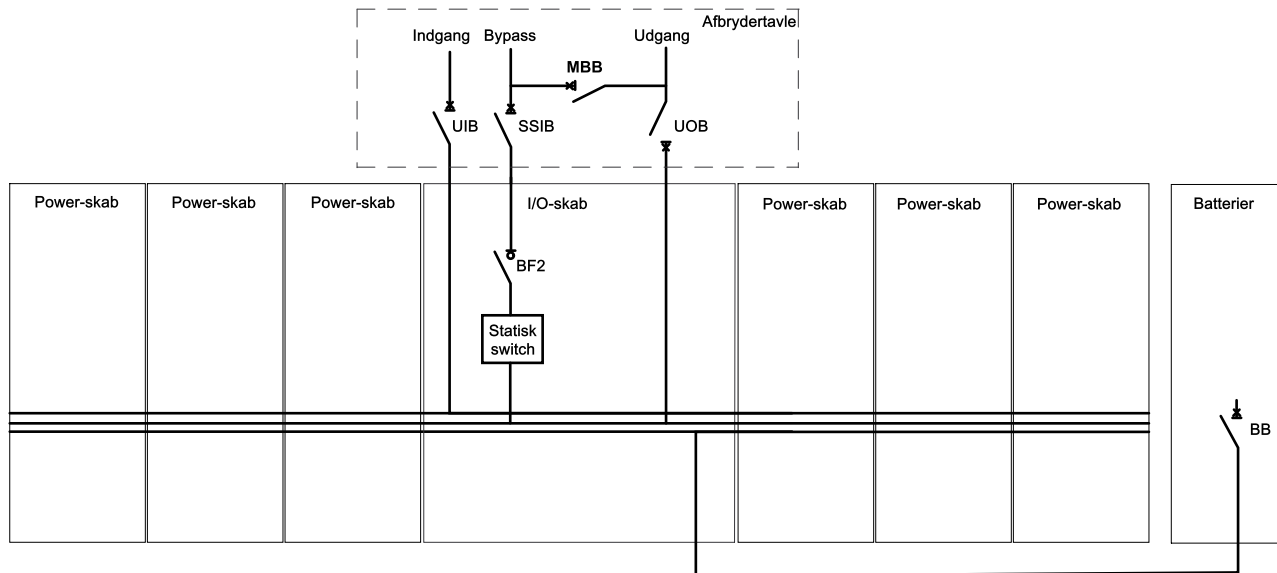 Afbrydertavle
Indgang
Bypass
Udgang
MBB
UIB
SSIB
UOB
Power-skab
Power-skab
Power-skab
I/O-skab
Power-skab
Power-skab
Power-skab
Batterier
BF2
Statisk
switch
BB